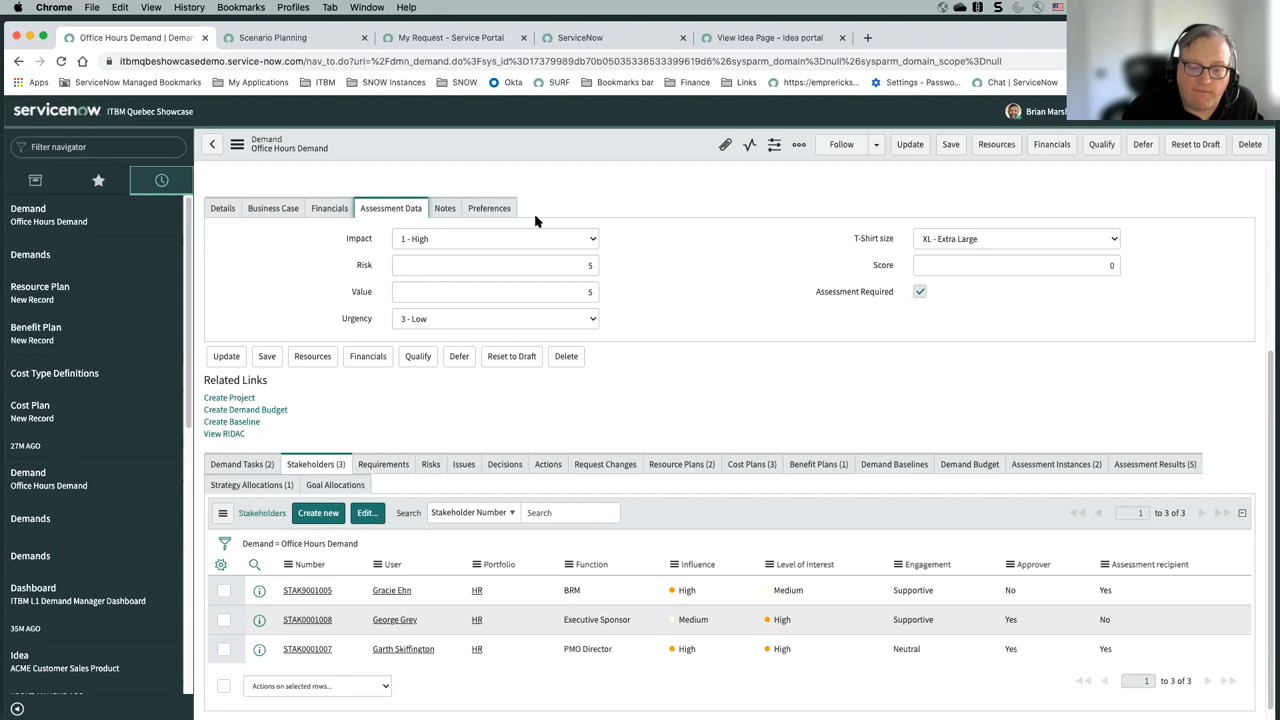 Chrome File Edit View History Bookmarks Profiles Tab Window Help
Office Hours Demand | Deman × Scenario Planning × My Request - Service Portal × ServiceNow × View Idea Page - Idea portal × +
itbmqbeshowcasedemo.service-now.com/nav_to.do?uri=%2Fdmn_demand.do%3Fsys_id%3D17379989db70b05035338533399619d6%26sysparm_domain%3Dnull%26sysparm_domain_scope%3Dnull
Apps ServiceNow Managed Bookmarks My Applications ITBM SNOW Instances SNOW Okta SURF Bookmarks bar Finance Links https://emprericks... Settings - Passwo... Chat | ServiceNow
servicenow ITBM Quebec Showcase Brian Marsh
Filter navigator
Demand
Office Hours Demand
Follow Update Save Resources Financials Qualify Defer Reset to Draft Delete
Demand
Office Hours Demand
Demands
Resource Plan
New Record
Benefit Plan
New Record
Cost Type Definitions
Cost Plan
New Record
27M AGO
Demand
Office Hours Demand
Demands
Demands
Dashboard
ITBM L1 Demand Manager Dashboard
35M AGO
Idea
ACME Customer Sales Product
Details Business Case Financials Assessment Data Notes Preferences
Impact 1 - High T-Shirt size XL - Extra Large
Risk 5 Score 0
Value 5 Assessment Required
Urgency 3 - Low
Update Save Resources Financials Qualify Defer Reset to Draft Delete
Related Links
Create Project
Create Demand Budget
Create Baseline
View RIDAC
Demand Tasks (2) Stakeholders (3) Requirements Risks Issues Decisions Actions Request Changes Resource Plans (2) Cost Plans (3) Benefit Plans (1) Demand Baselines Demand Budget Assessment Instances (2) Assessment Results (5)
Strategy Allocations (1) Goal Allocations
Stakeholders Create new Edit... Search Stakeholder Number Search 1 to 3 of 3
Demand = Office Hours Demand
Number User Portfolio Function Influence Level of Interest Engagement Approver Assessment recipient
STAK9001005 Gracie Ehn HR BRM High Medium Supportive No Yes
STAK0001008 George Grey HR Executive Sponsor Medium High Supportive Yes No
STAK0001007 Garth Skiffington HR PMO Director High High Neutral Yes Yes
Actions on selected rows... 1 to 3 of 3